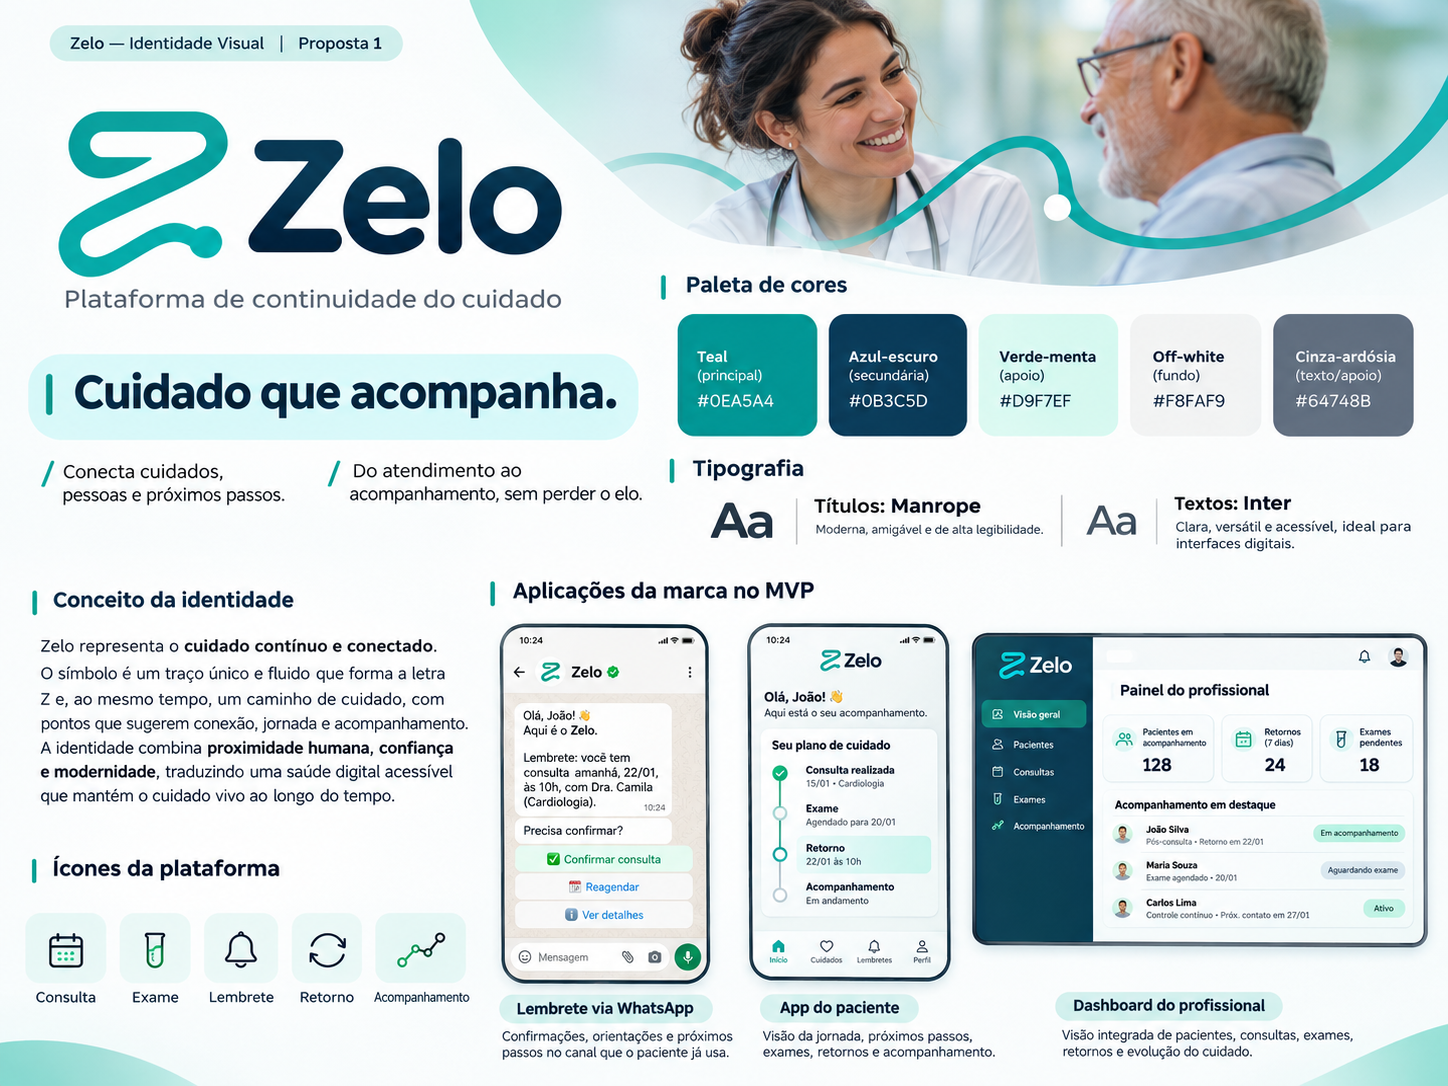 Zelo — Identidade Visual | Proposta 1
Zelo
Plataforma de continuidade do cuidado
Cuidado que acompanha.
Conecta cuidados,
pessoas e próximos passos.
Do atendimento ao
acompanhamento, sem perder o elo.
Paleta de cores
Teal
(principal)
#0EA5A4
Azul-escuro
(secundária)
#0B3C5D
Verde-menta
(apoio)
#D9F7EF
Off-white
(fundo)
#F8FAF9
Cinza-ardósia
(texto/apoio)
#64748B
Tipografia
Aa
Títulos: Manrope
Moderna, amigável e de alta legibilidade.
Aa
Textos: Inter
Clara, versátil e acessível, ideal para
interfaces digitais.
Conceito da identidade
Zelo representa o cuidado contínuo e conectado.
O símbolo é um traço único e fluido que forma a letra
Z e, ao mesmo tempo, um caminho de cuidado, com
pontos que sugerem conexão, jornada e acompanhamento.
A identidade combina proximidade humana, confiança
e modernidade, traduzindo uma saúde digital acessível
que mantém o cuidado vivo ao longo do tempo.
Ícones da plataforma
Consulta
Exame
Lembrete
Retorno
Acompanhamento
Aplicações da marca no MVP
10:24
Zelo
Olá, João! 👋
Aqui é o Zelo.
Lembrete: você tem
consulta amanhá, 22/01,
às 10h, com Dra. Camila
(Cardiologia).
10:24
Precisa confirmar?
✅ Confirmar consulta
Reagendar
Ver detalhes
Mensagem
Lembrete via WhatsApp
Confirmações, orientações e próximos
passos no canal que o paciente já usa.
10:24
Zelo
Olá, João! 👋
Aqui está o seu acompanhamento.
Seu plano de cuidado
Consulta realizada
15/01 • Cardiologia
Exame
Agendado para 20/01
Retorno
22/01 às 10h
Acompanhamento
Em andamento
Início
Cuidados
Lembretes
Perfil
App do paciente
Visão da jornada, próximos passos,
exames, retornos e acompanhamento.
Zelo
Visão geral
Pacientes
Consultas
Exames
Acompanhamento
Painel do profissional
Pacientes em
acompanhamento
128
Retornos
(7 dias)
24
Exames
pendentes
18
Acompanhamento em destaque
João Silva
Pós-consulta • Retorno em 22/01
Em acompanhamento
Maria Souza
Exame agendado • 20/01
Aguardando exame
Carlos Lima
Controle contínuo • Próx. contato em 27/01
Ativo
Dashboard do profissional
Visão integrada de pacientes, consultas, exames,
retornos e evolução do cuidado.